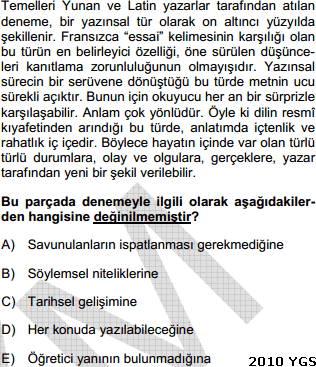 Temelleri Yunan ve Latin yazarlar tarafından atılan
deneme, bir yazınsal tür olarak on altıncı yüzyılda
şekillenir. Fransızca “essai” kelimesinin karşılığı olan
bu türün en belirleyici özelliği, öne sürülen düşünce-
leri kanıtlama zorunluluğunun olmayışıdır. Yazınsal
sürecin bir serüvene dönüştüğü bu türde metnin ucu
sürekli açıktır. Bunun için okuyucu her an bir sürprizle
karşılaşabilir. Anlam çok yönlüdür. Öyle ki dilin resmî
kıyafetinden arındığı bu türde, anlatımda içtenlik ve
rahatlık iç içedir. Böylece hayatın içinde var olan türlü
türlü durumlara, olay ve olgulara, gerçeklere, yazar
tarafından yeni bir şekil verilebilir.
Bu parçada denemeyle ilgili olarak aşağıdakiler-
den hangisine değinilmemiştir?
A) Savunulanların ispatlanması gerekmediğine
B) Söylemsel niteliklerine
C) Tarihsel gelişimine
D) Her konuda yazılabileceğine
E) Öğretici yanının bulunmadığına
2010 YGS